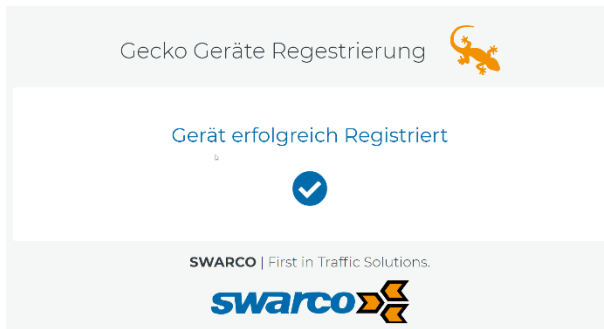 Gecko Geräte Regestrierung
Gerät erfolgreich Registriert
SWARCO | First in Traffic Solutions.
swarco